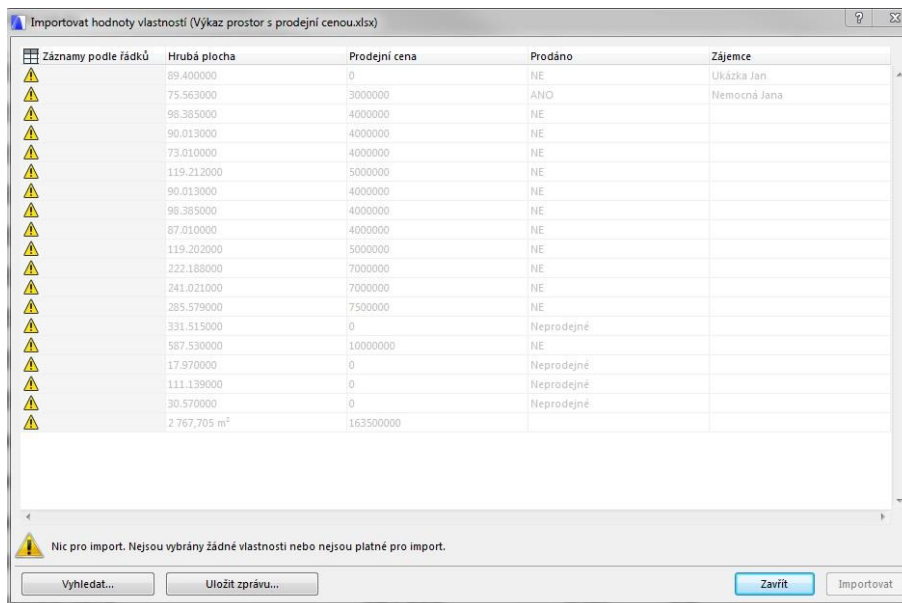 Importovat hodnoty vlastností (Výkaz prostor s prodejní cenou.xlsx)
Záznamy podle řádků Hrubá plocha Prodejní cena Prodáno Zájemce
89.400000 0 NE Ukázka Jan
75.563000 3000000 ANO Nemocná Jana
98.385000 4000000 NE
90.013000 4000000 NE
73.010000 4000000 NE
119.212000 5000000 NE
90.013000 4000000 NE
98.385000 4000000 NE
87.010000 4000000 NE
119.202000 5000000 NE
222.188000 7000000 NE
241.021000 7000000 NE
285.579000 7500000 NE
331.515000 0 Neprodejné
587.530000 10000000 NE
17.970000 0 Neprodejné
111.139000 0 Neprodejné
30.570000 0 Neprodejné
2 767,705 m² 163500000
Nic pro import. Nejsou vybrány žádné vlastnosti nebo nejsou platné pro import.
Vyhledat... Uložit zprávu... Zavřít Importovat